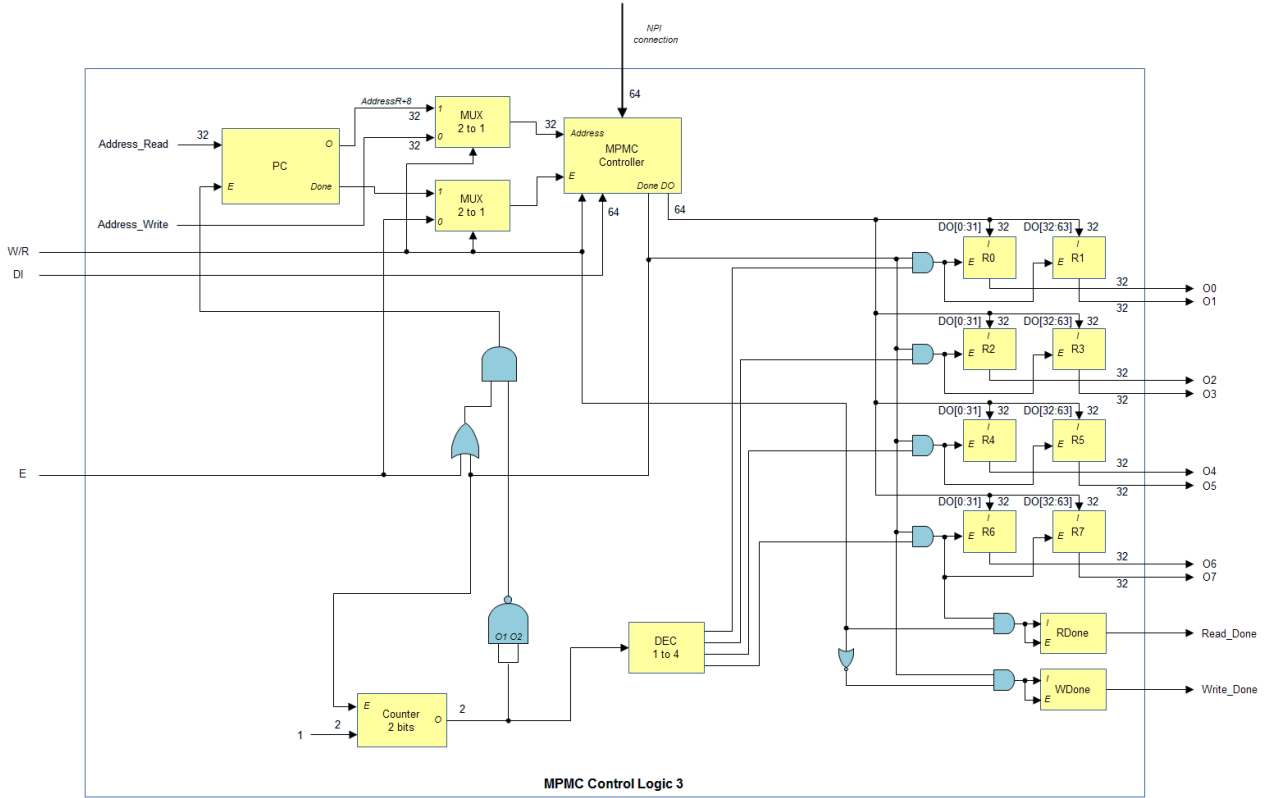 NPI
connection
64
AddressR+8
32
1
0
32
MUX
2 to 1
32
Address_Read
32
O
PC
E
Done
Address
MPMC
Controller
E
Done DO
1
0
MUX
2 to 1
Address_Write
64
64
W/R
DI
DO[0:31]
32
DO[32:63]
32
I
E
R0
I
E
R1
32
O0
32
O1
DO[0:31]
32
DO[32:63]
32
I
E
R2
I
E
R3
32
O2
32
O3
DO[0:31]
32
DO[32:63]
32
I
E
R4
I
E
R5
32
O4
32
O5
E
DO[0:31]
32
DO[32:63]
32
I
E
R6
I
E
R7
32
O6
32
O7
O1 O2
DEC
1 to 4
I
E
RDone
Read_Done
I
E
WDone
Write_Done
E
Counter
2 bits
O
2
1
2
MPMC Control Logic 3